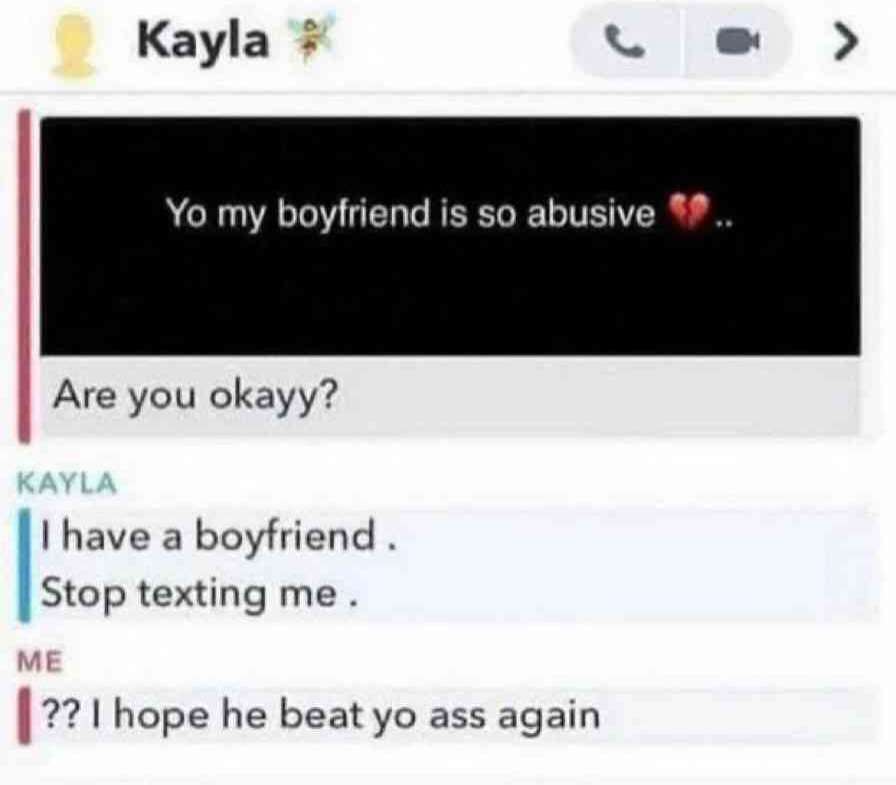 Kayla 🧚
Yo my boyfriend is so abusive 💔..
Are you okayy?
KAYLA
I have a boyfriend .
Stop texting me .
ME
?? I hope he beat yo ass again